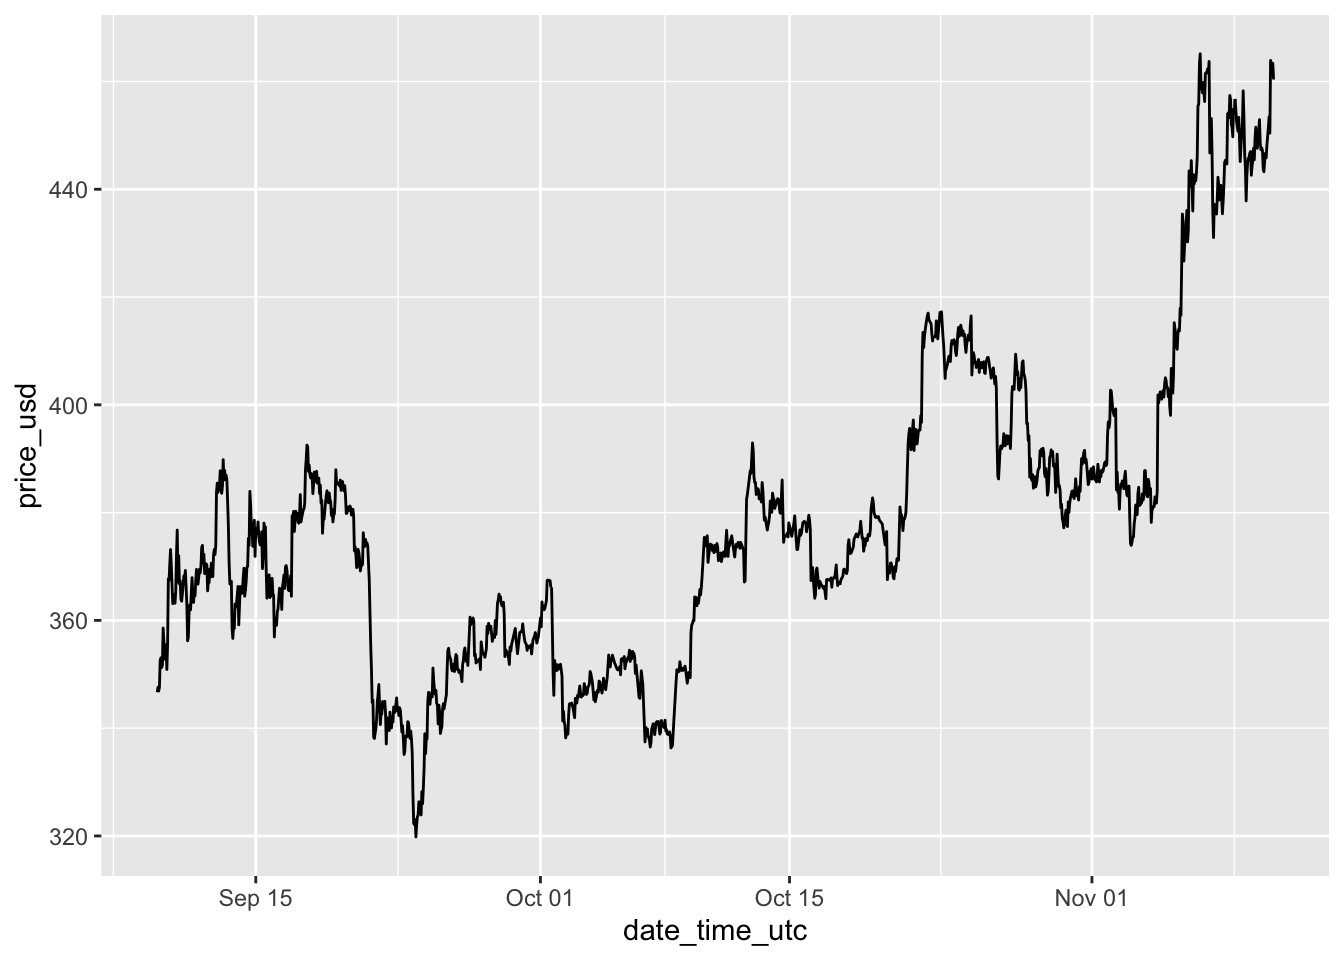 price_usd
440
400
360
320
Sep 15
Oct 01
Oct 15
Nov 01
date_time_utc